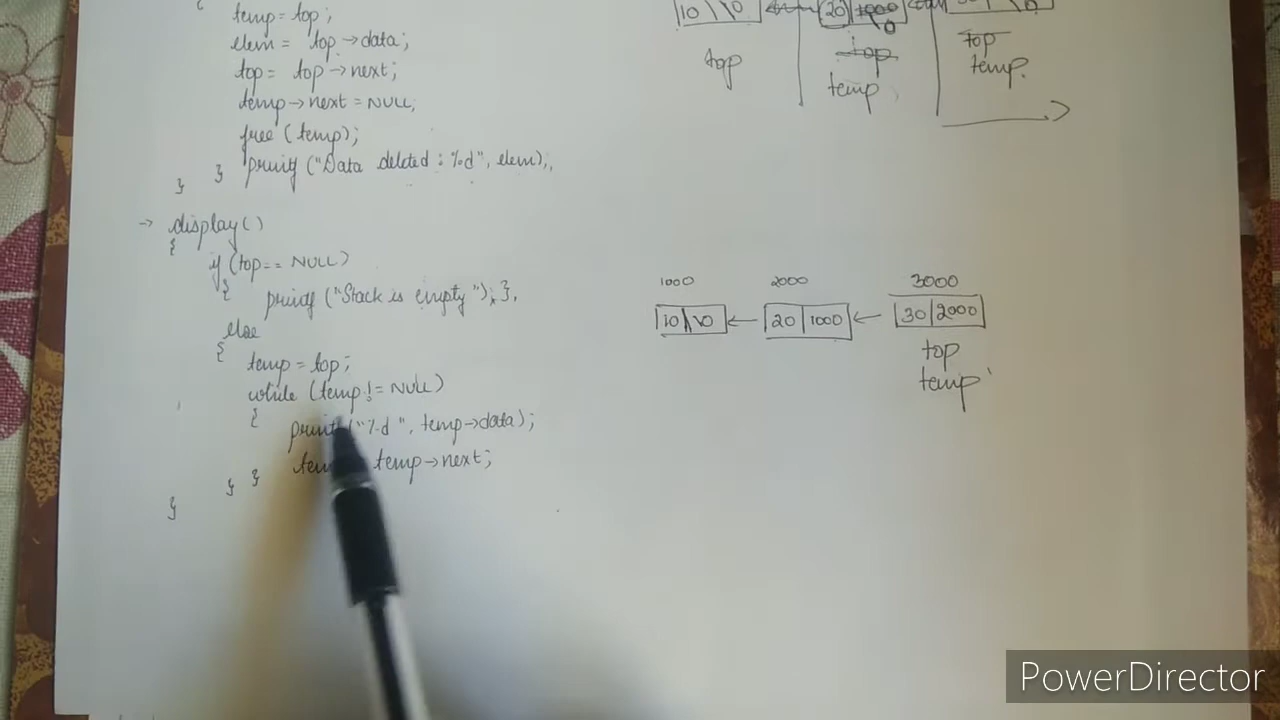 {
temp = top;
elem = top → data;
top = top → next;
temp → next = NULL;
free (temp);
printf ("Data deleted : %d", elem);
}
}
→ display()
{
if (top == NULL)
{ printf ("Stack is empty"); }
else
{
temp = top;
while (temp != NULL)
{
printf ("%d", temp→data);
temp → next;
} }
}
10 \0
20 1000
\0
top
top
temp
top
temp.
1000 2000 3000
10 \0 ← 20 1000 ← 30 2000
top
temp
PowerDirector